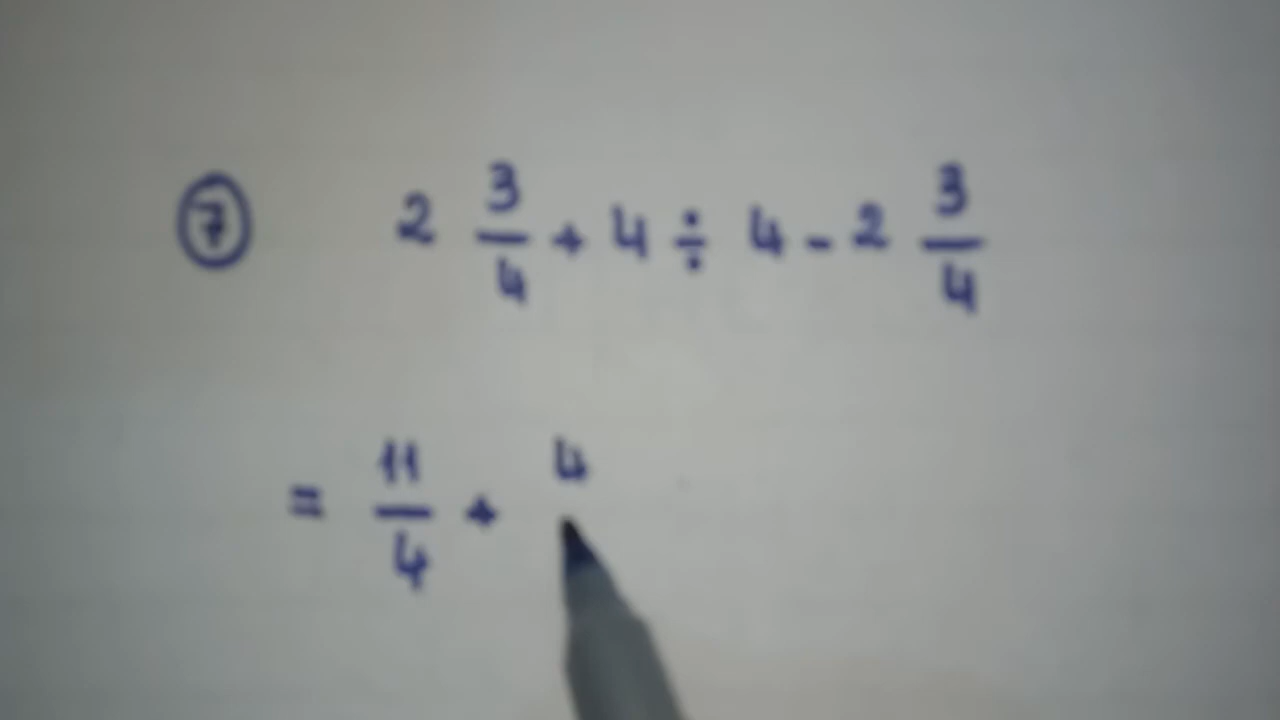 ⑦ 2 3/4 + 4 ÷ 4 - 2 3/4
= 11/4 + 4